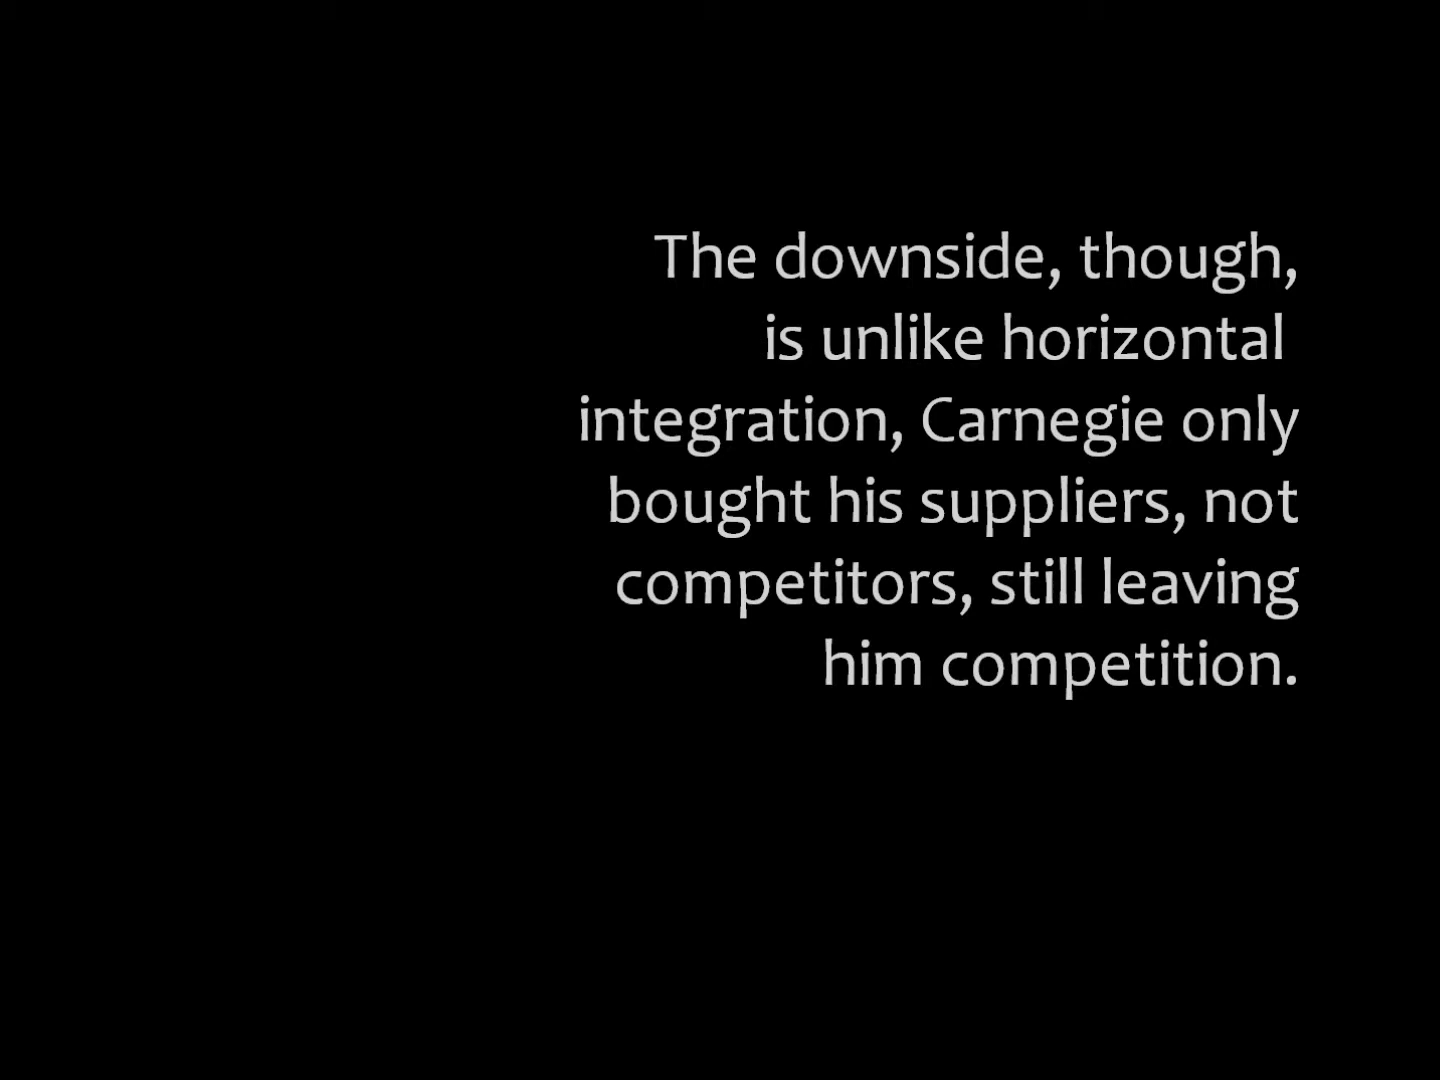 The downside, though,
is unlike horizontal
integration, Carnegie only
bought his suppliers, not
competitors, still leaving
him competition.